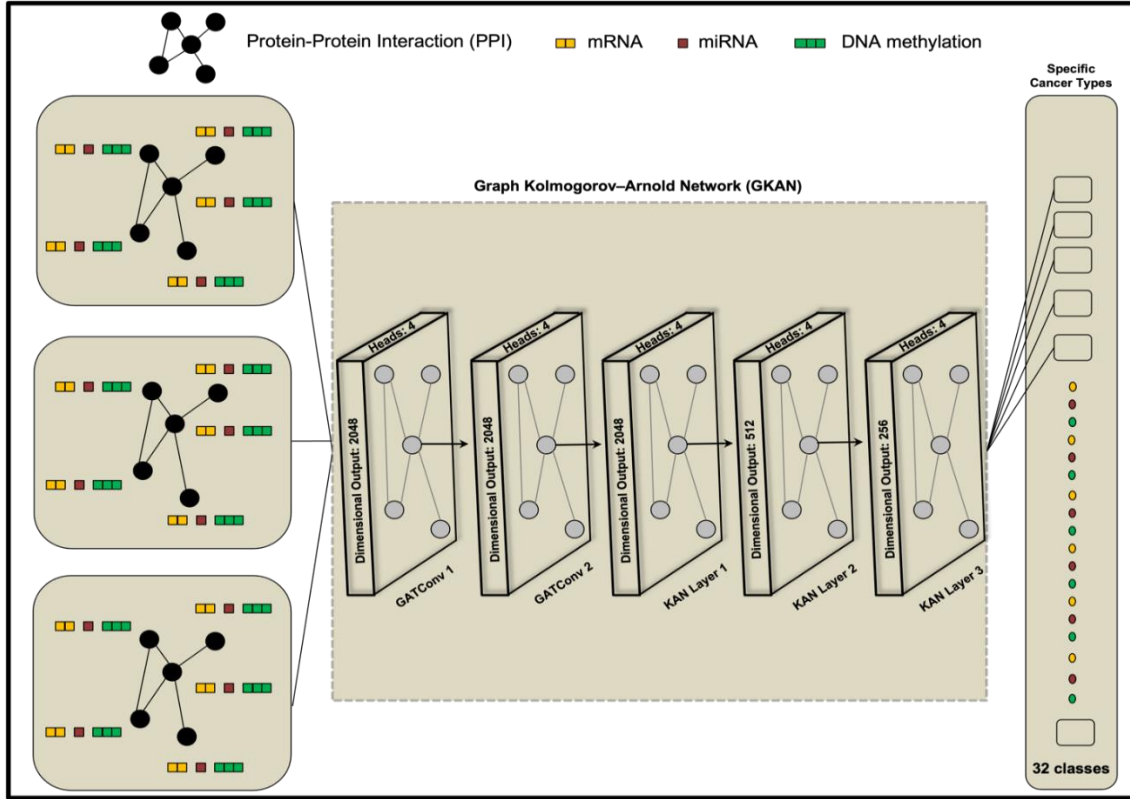 Protein-Protein Interaction (PPI)
mRNA
miRNA
DNA methylation
Specific
Cancer Types
Graph Kolmogorov–Arnold Network (GKAN)
Heads: 4
Heads: 4
Heads: 4
Heads: 4
Heads: 4
Dimensional Output: 2048
Dimensional Output: 2048
Dimensional Output: 2048
Dimensional Output: 512
Dimensional Output: 256
GATConv 1
GATConv 2
KAN Layer 1
KAN Layer 2
KAN Layer 3
32 classes